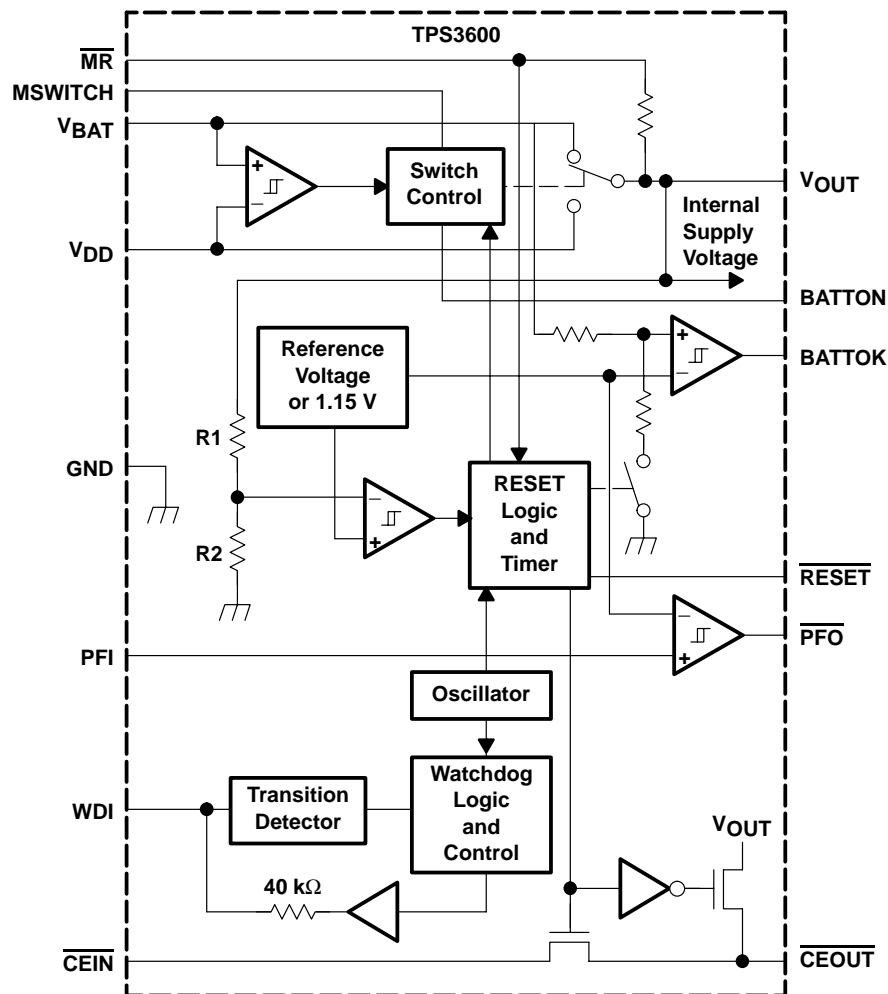 TPS3600
MR
MSWITCH
VBAT
+
−
Switch
Control
VOUT
VDD
Internal
Supply
Voltage
BATTON
Reference
Voltage
or 1.15 V
+
−
BATTOK
R1
GND
−
+
RESET
Logic
and
Timer
R2
RESET
−
+
PFO
PFI
Oscillator
WDI
Transition
Detector
Watchdog
Logic
and
Control
VOUT
40 kΩ
CEIN
CEOUT